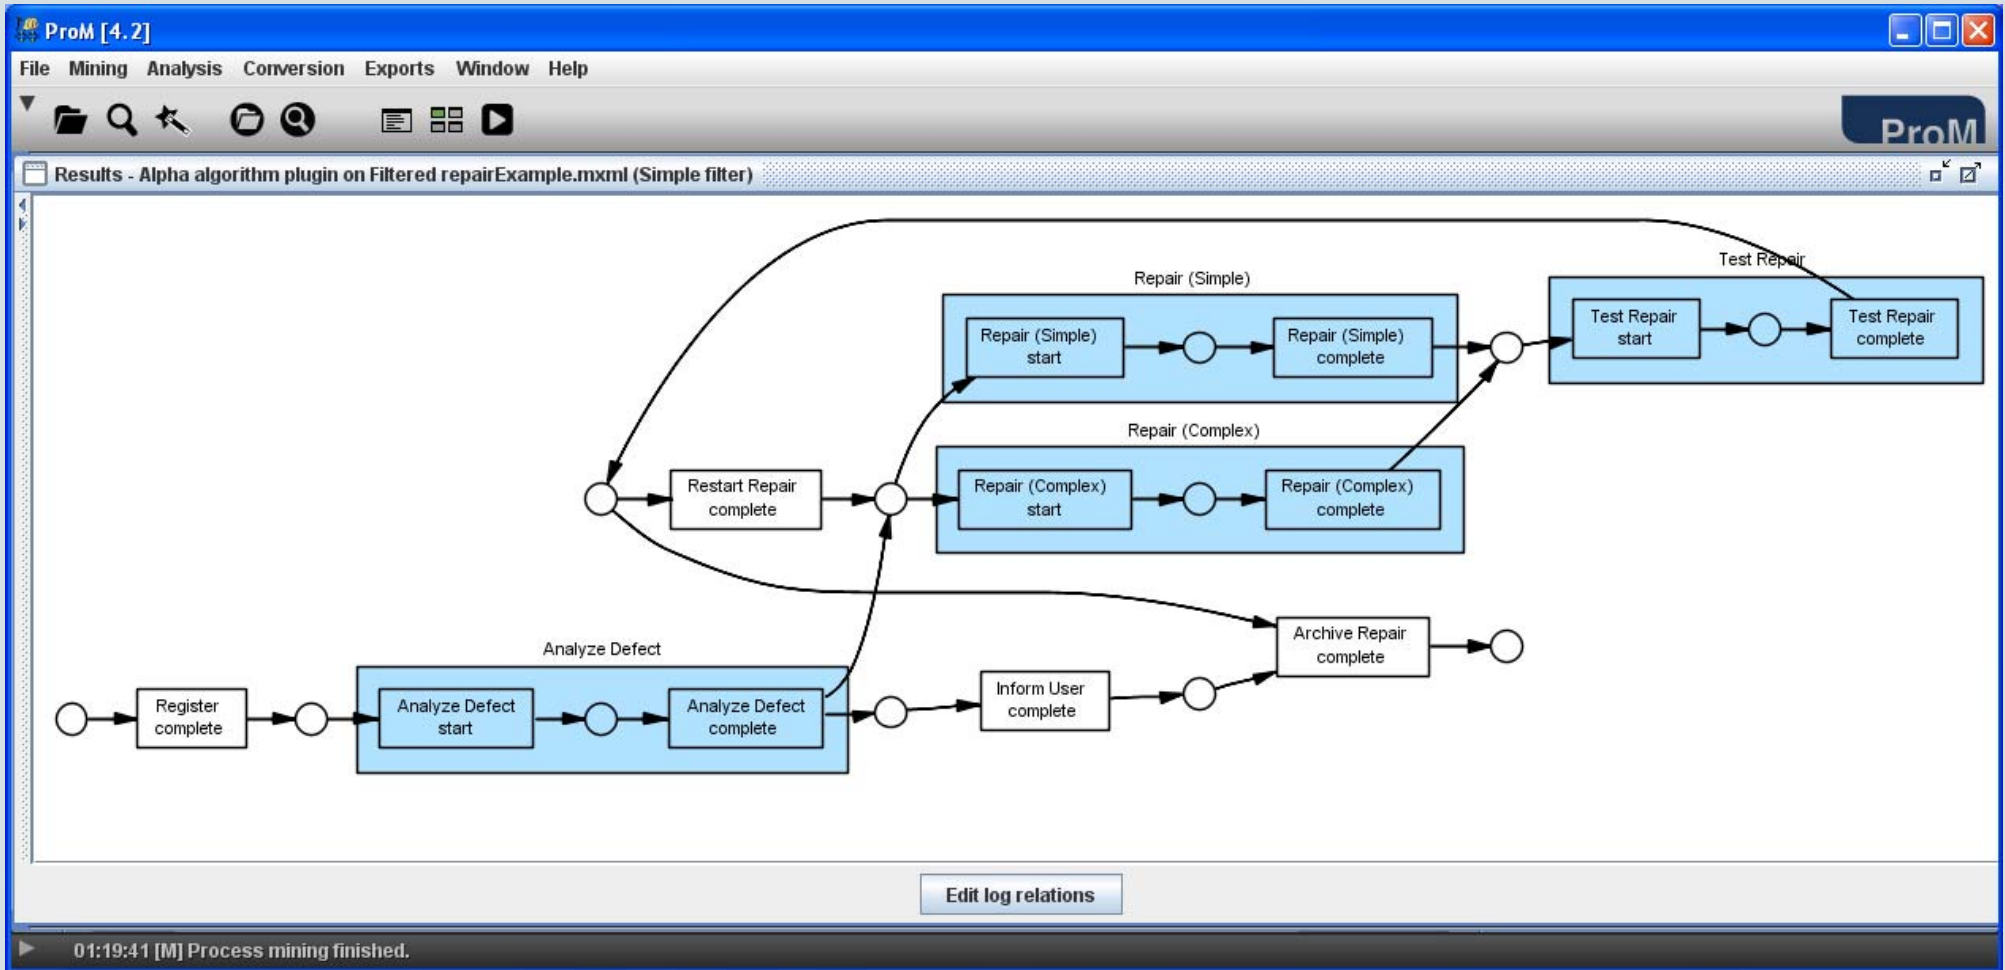 ProM [4.2]
File Mining Analysis Conversion Exports Window Help
ProM
Results - Alpha algorithm plugin on Filtered repairExample.mxml (Simple filter)
Test Repair
Repair (Simple)
Test Repair
start
Test Repair
complete
Repair (Simple)
start
Repair (Simple)
complete
Repair (Complex)
Restart Repair
complete
Repair (Complex)
start
Repair (Complex)
complete
Archive Repair
complete
Analyze Defect
Inform User
complete
Register
complete
Analyze Defect
start
Analyze Defect
complete
Edit log relations
01:19:41 [M] Process mining finished.